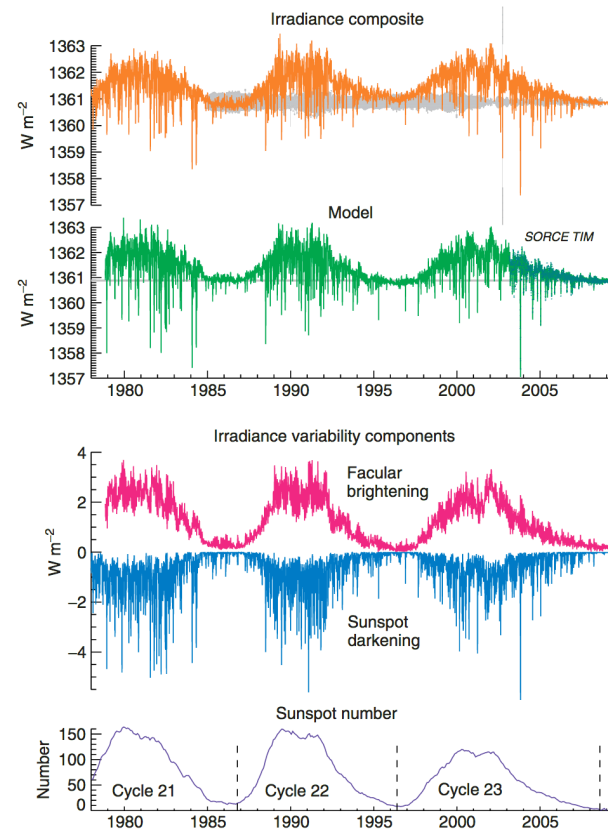 Irradiance composite
1363
1362
1361
1360
1359
1358
1357
W m−2
Model
SORCE TIM
1362
1361
1360
1359
1358
1357
W m−2
1980 1985 1990 1995 2000 2005
Irradiance variability components
4
2
0
−2
−4
W m−2
Facular
brightening
Sunspot
darkening
Sunspot number
150
100
50
0
Number
Cycle 21 Cycle 22 Cycle 23
1980 1985 1990 1995 2000 2005